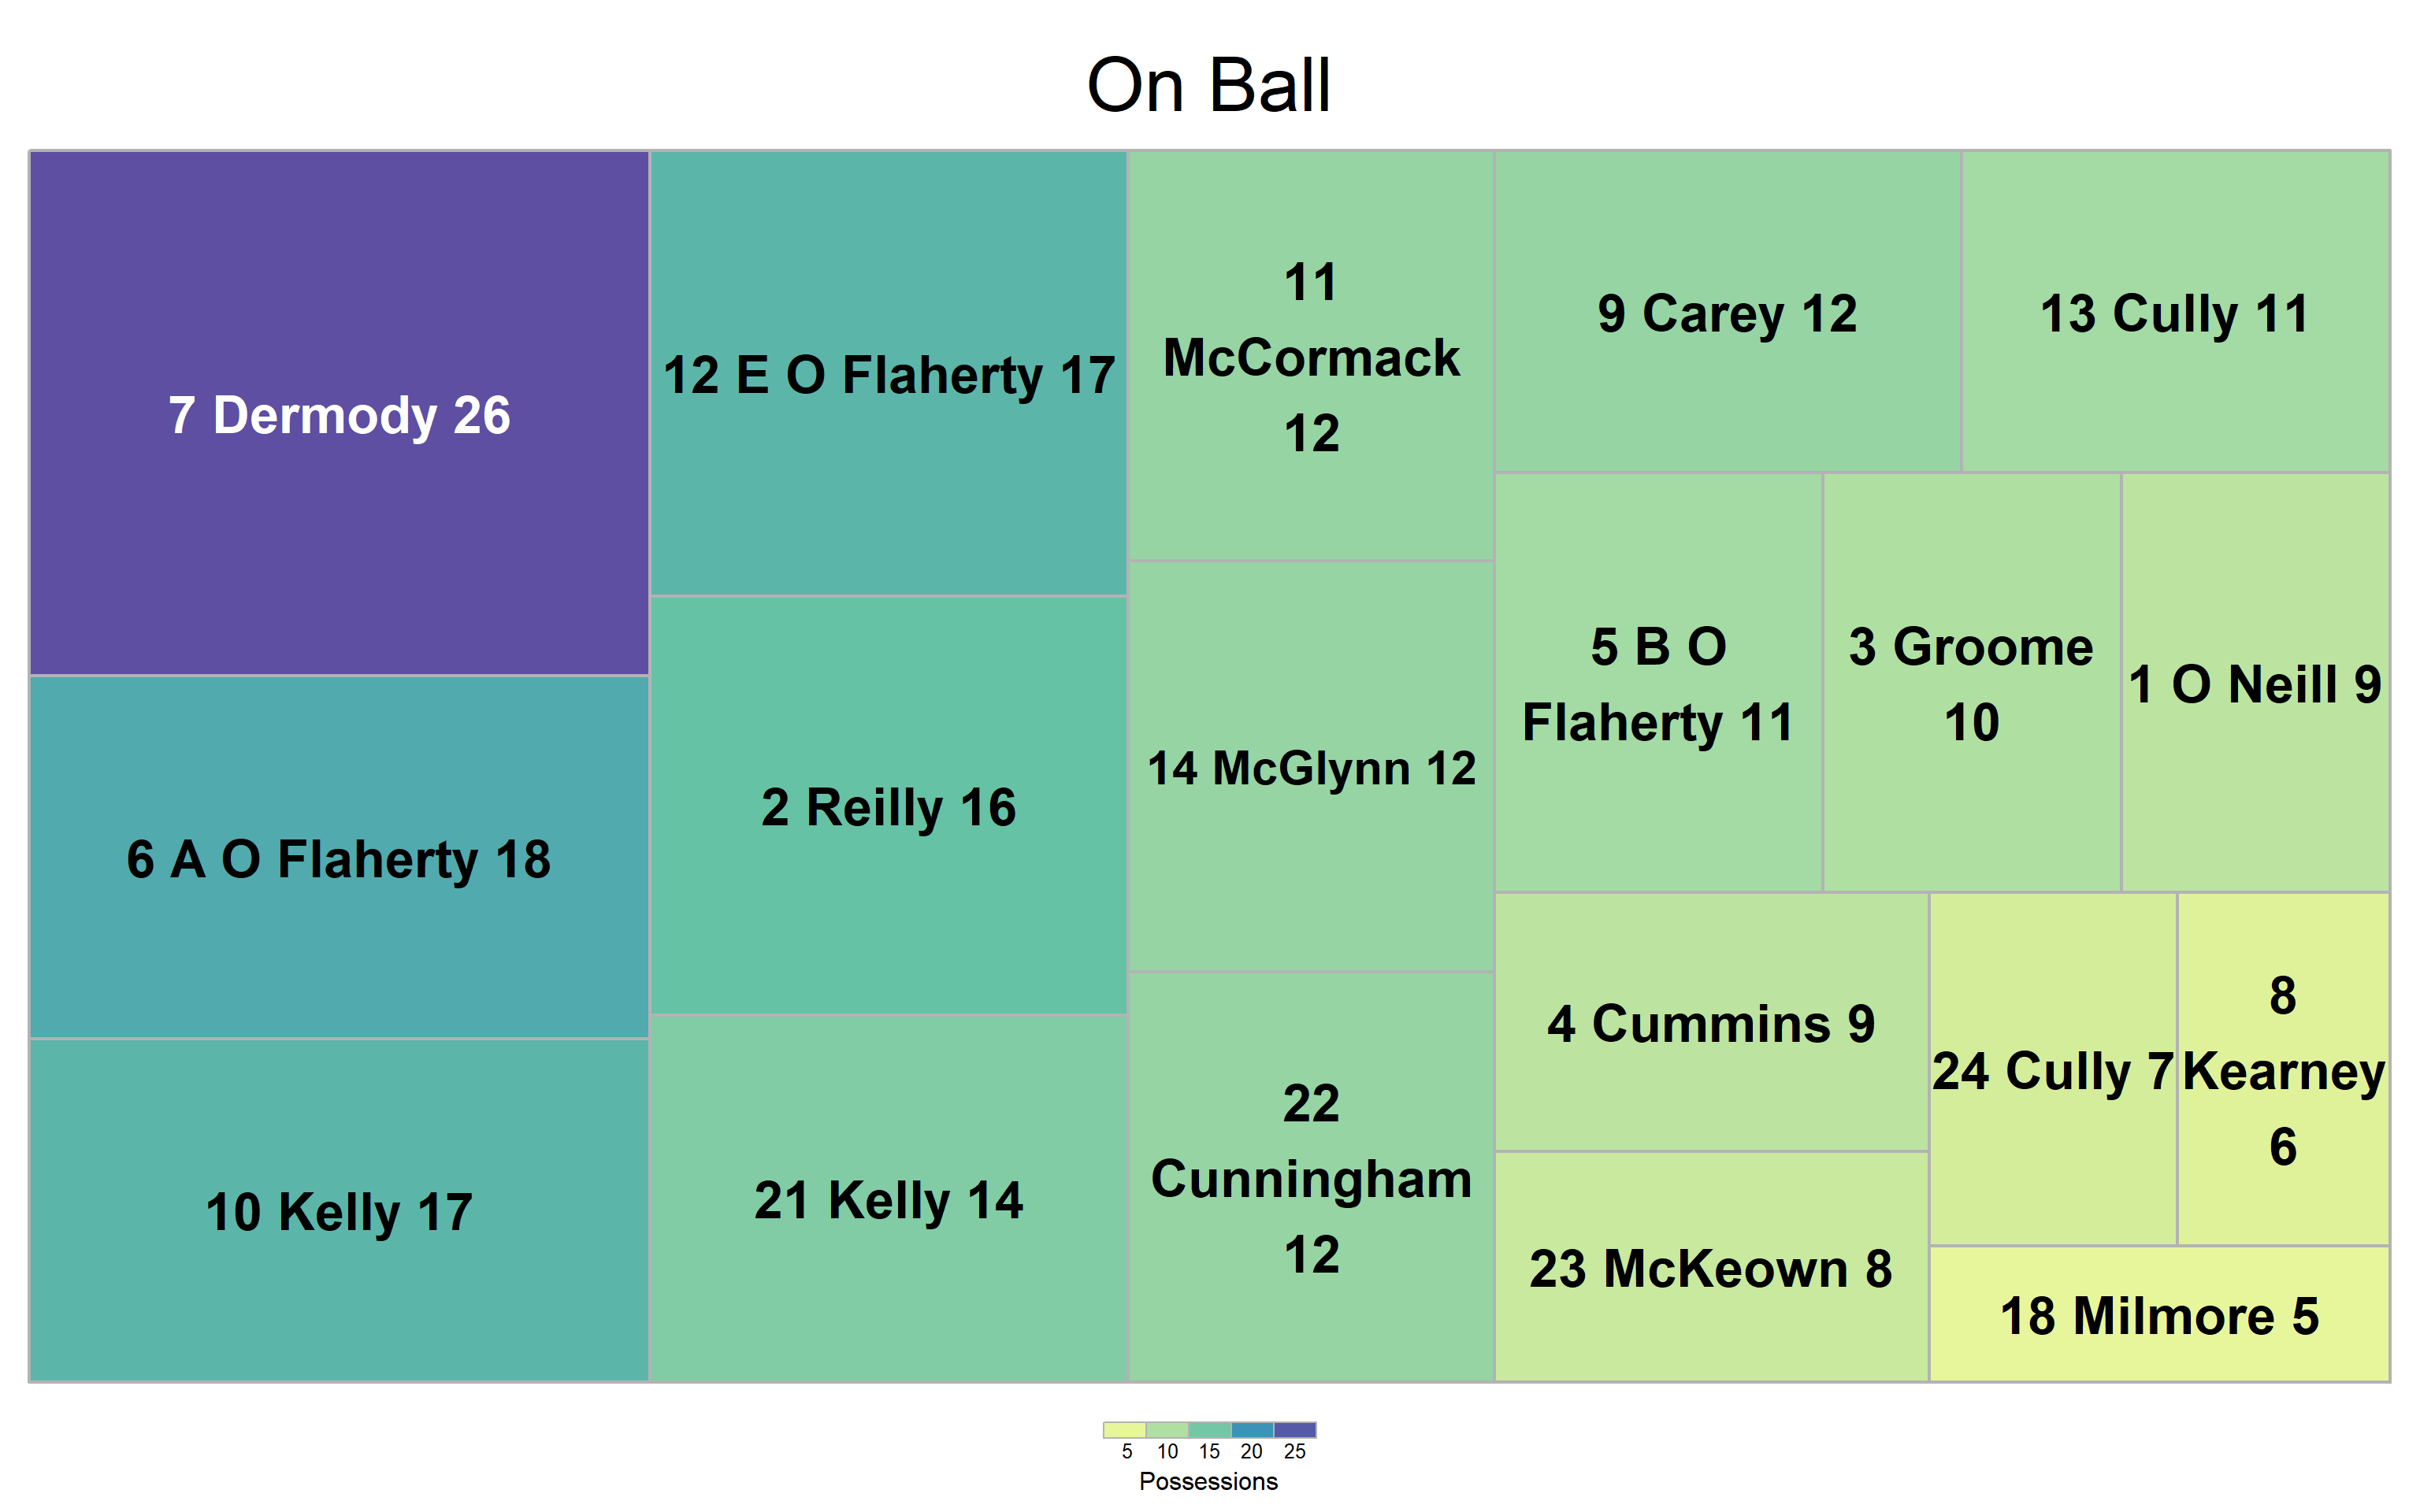 On Ball
7 Dermody 26
6 A O Flaherty 18
10 Kelly 17
12 E O Flaherty 17
2 Reilly 16
21 Kelly 14
11
McCormack
12
14 McGlynn 12
22
Cunningham
12
9 Carey 12
13 Cully 11
5 B O
Flaherty 11
3 Groome
10
1 O Neill 9
4 Cummins 9
23 McKeown 8
24 Cully 7
8
Kearney
6
18 Milmore 5
5 10 15 20 25
Possessions